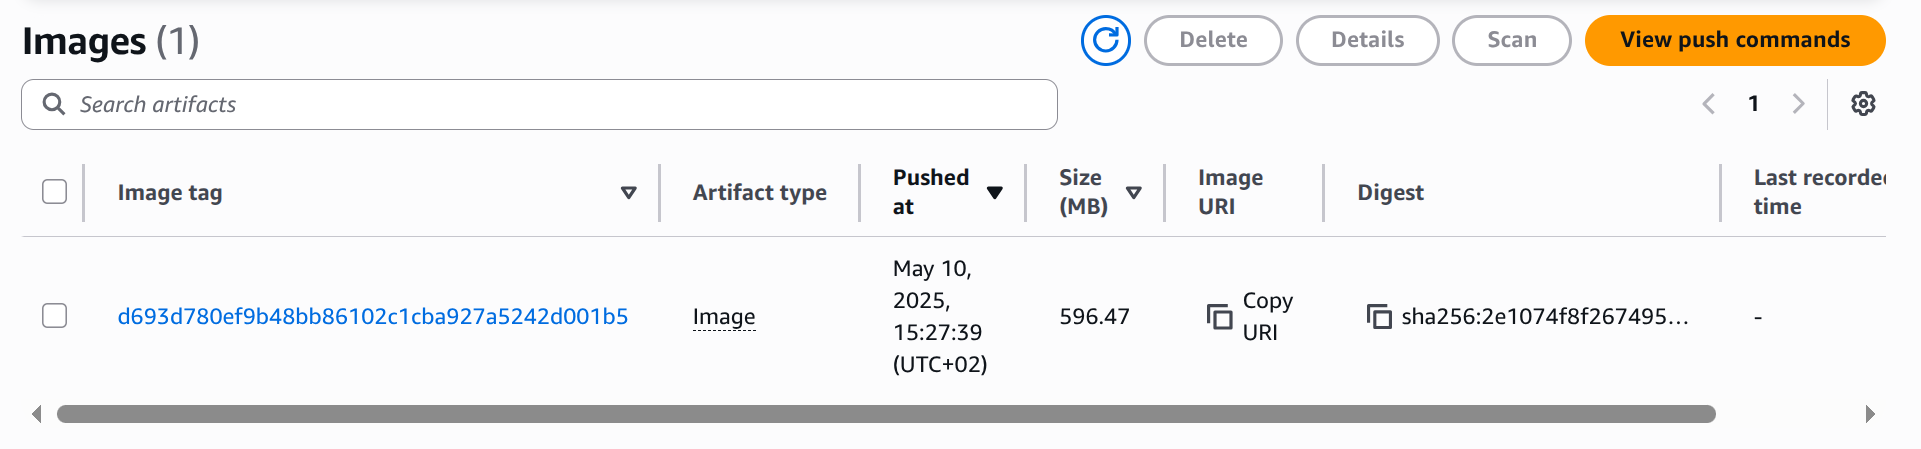 Images (1)
Delete
Details
Scan
View push commands
Search artifacts
1
Image tag
Artifact type
Pushed
at
Size
(MB)
Image
URI
Digest
Last recorde
time
d693d780ef9b48bb86102c1cba927a5242d001b5
Image
May 10,
2025,
15:27:39
(UTC+02)
596.47
Copy
URI
sha256:2e1074f8f267495...
-